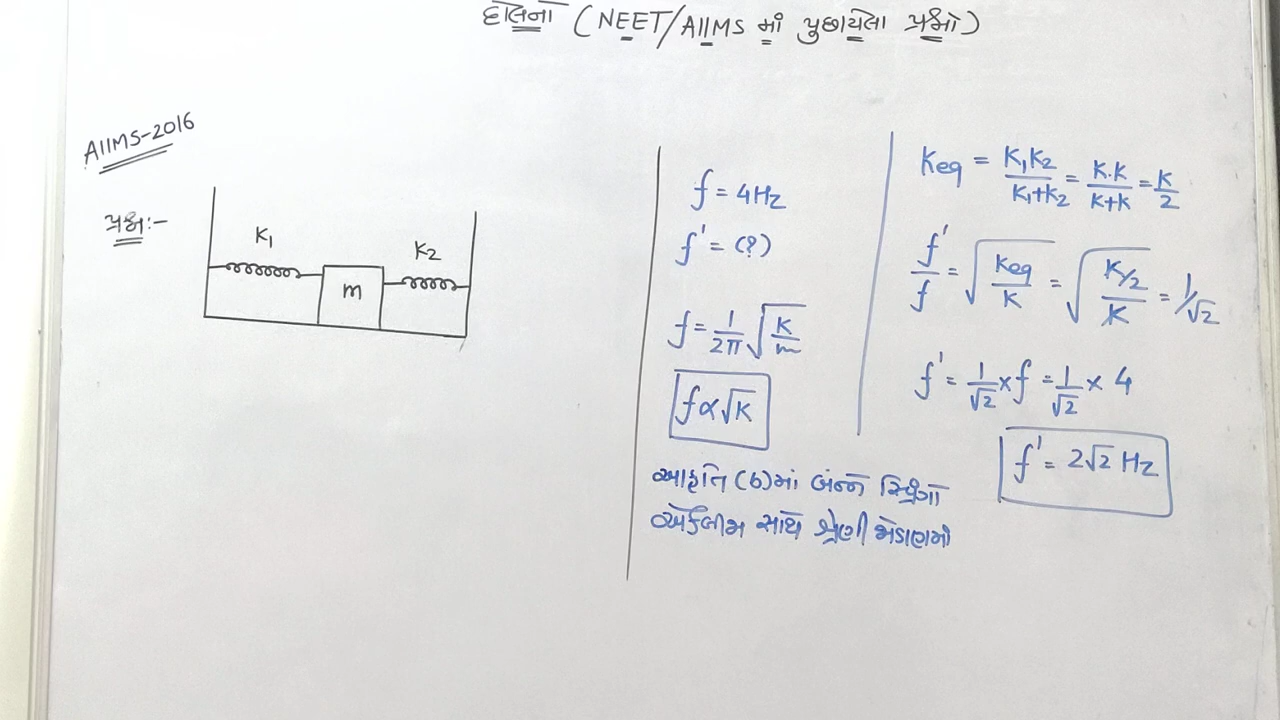 દોલનો (NEET/AIIMS માં પુછાયેલા પ્રશ્નો)
AIIMS-2016
પ્રશ્ન:-
K₁
K₂
m
f = 4Hz
f' = (?)
f = 1/2π √(K/m)
f ∝ √K
આકૃતિ (b)માં બંન્ને સ્પ્રિંગો
એકબીજા સાથે શ્રેણી જોડાણમાં
Keq = K₁K₂/(K₁+K₂) = K.K/(K+K) = K/2
f'/f = √(Keq/K) = √((K/2)/K) = 1/√2
f' = 1/√2 × f = 1/√2 × 4
f' = 2√2 Hz